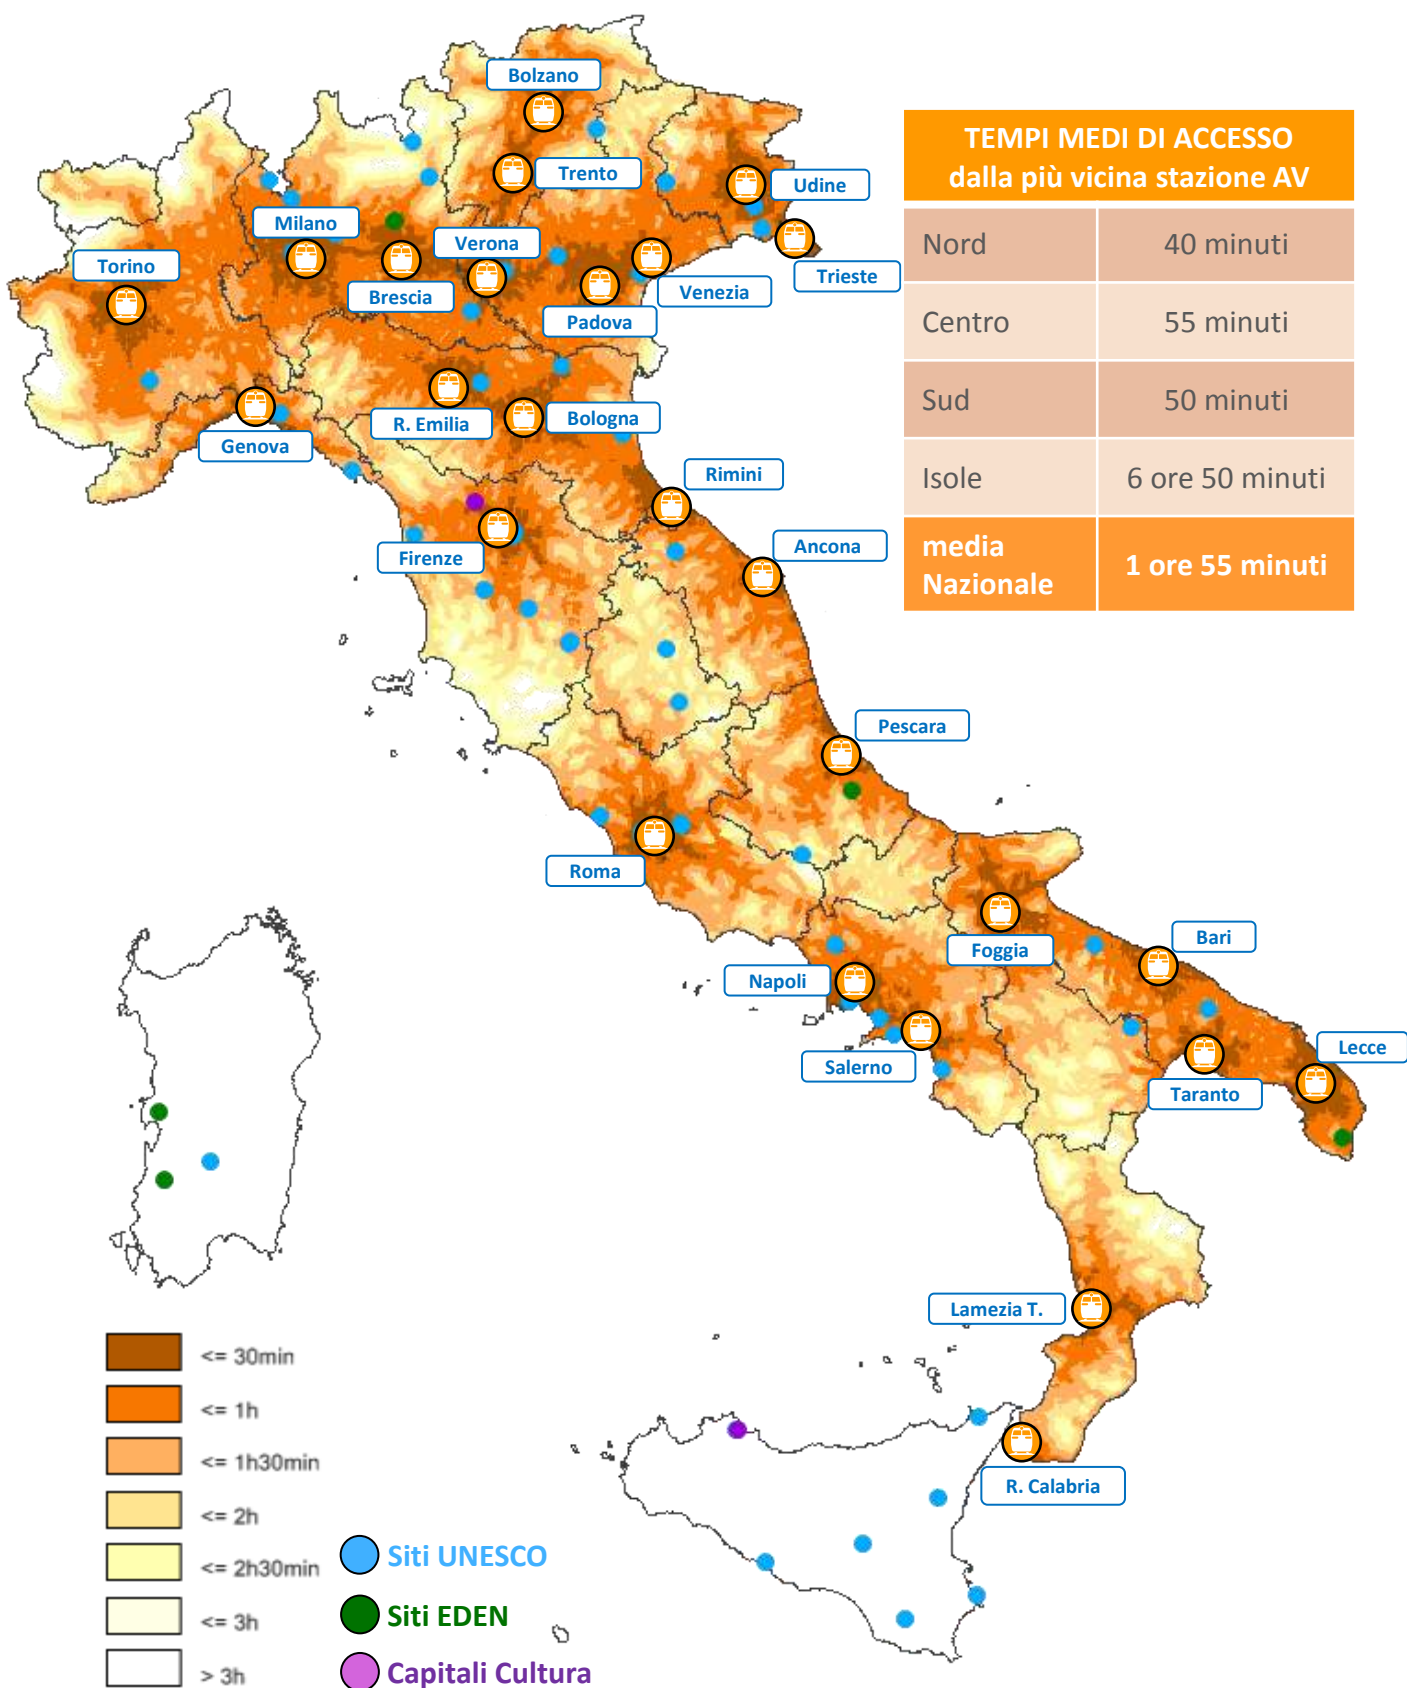 Bolzano
Trento
Udine
Milano
Verona
Torino
Trieste
Brescia
Venezia
Padova
R. Emilia
Bologna
Genova
Rimini
Firenze
Ancona
Pescara
Roma
Foggia
Bari
Napoli
Salerno
Lecce
Taranto
Lamezia T.
R. Calabria
TEMPI MEDI DI ACCESSO
dalla più vicina stazione AV
Nord 40 minuti
Centro 55 minuti
Sud 50 minuti
Isole 6 ore 50 minuti
media
Nazionale 1 ore 55 minuti
<= 30min
<= 1h
<= 1h30min
<= 2h
<= 2h30min
<= 3h
> 3h
Siti UNESCO
Siti EDEN
Capitali Cultura